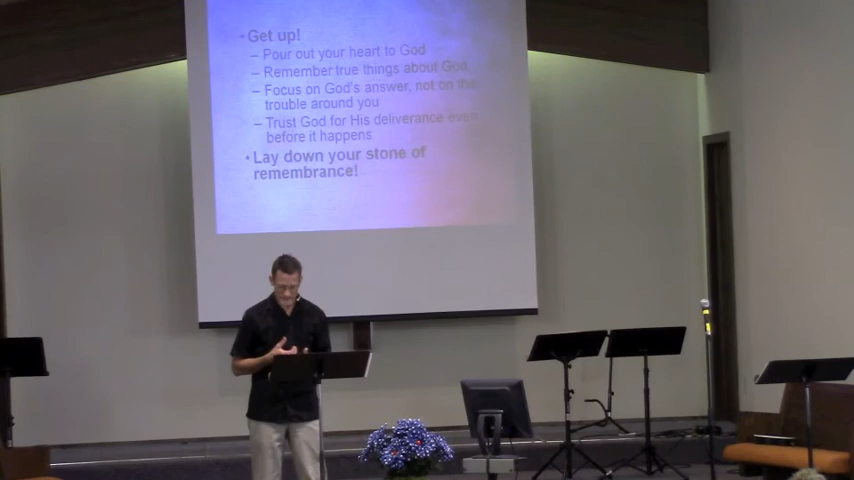 • Get up!
– Pour out your heart to God
– Remember true things about God
– Focus on God's answer, not on the
trouble around you
– Trust God for His deliverance even
before it happens
• Lay down your stone of
remembrance!